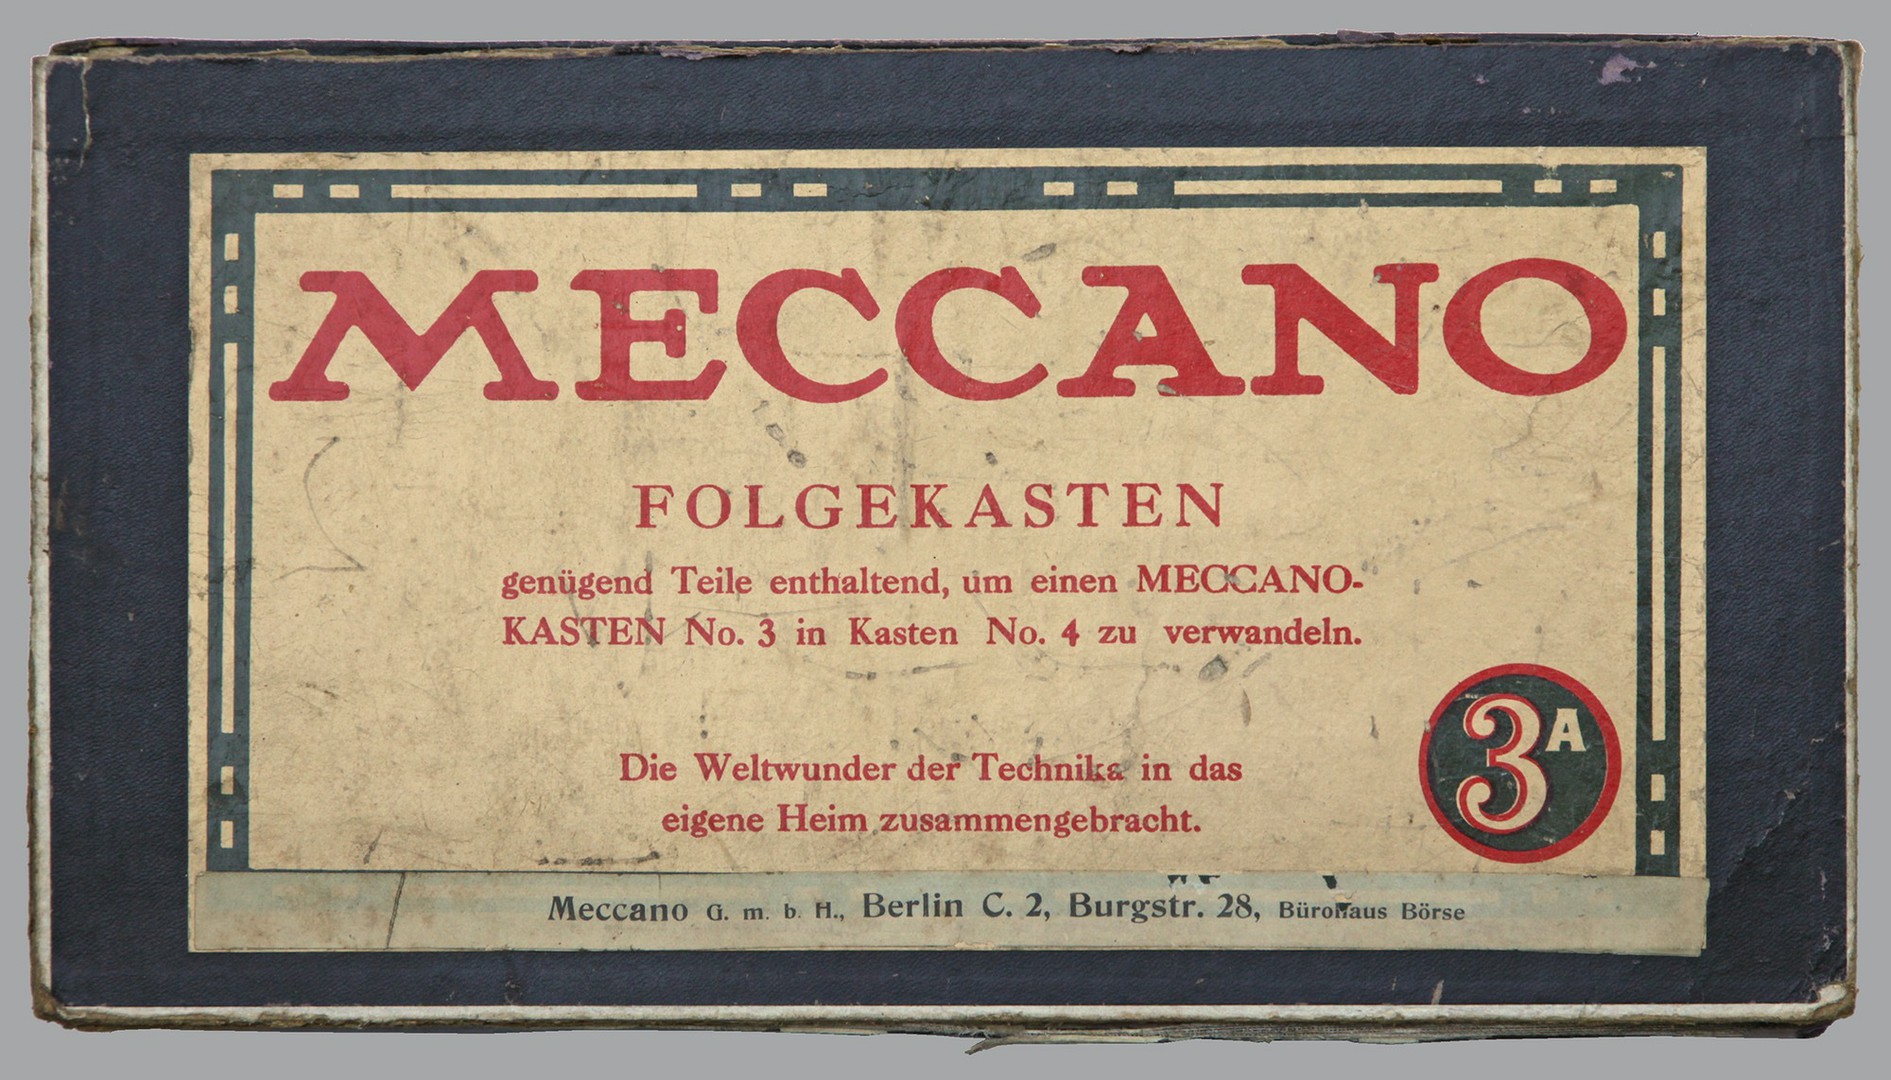 MECCANO
FOLGEKASTEN
genügend Teile enthaltend, um einen MECCANO-
KASTEN No. 3 in Kasten No. 4 zu verwandeln.
Die Weltwunder der Technika in das
eigene Heim zusammengebracht.
3A
Meccano G. m. b. H., Berlin C. 2, Burgstr. 28, Bürohaus Börse